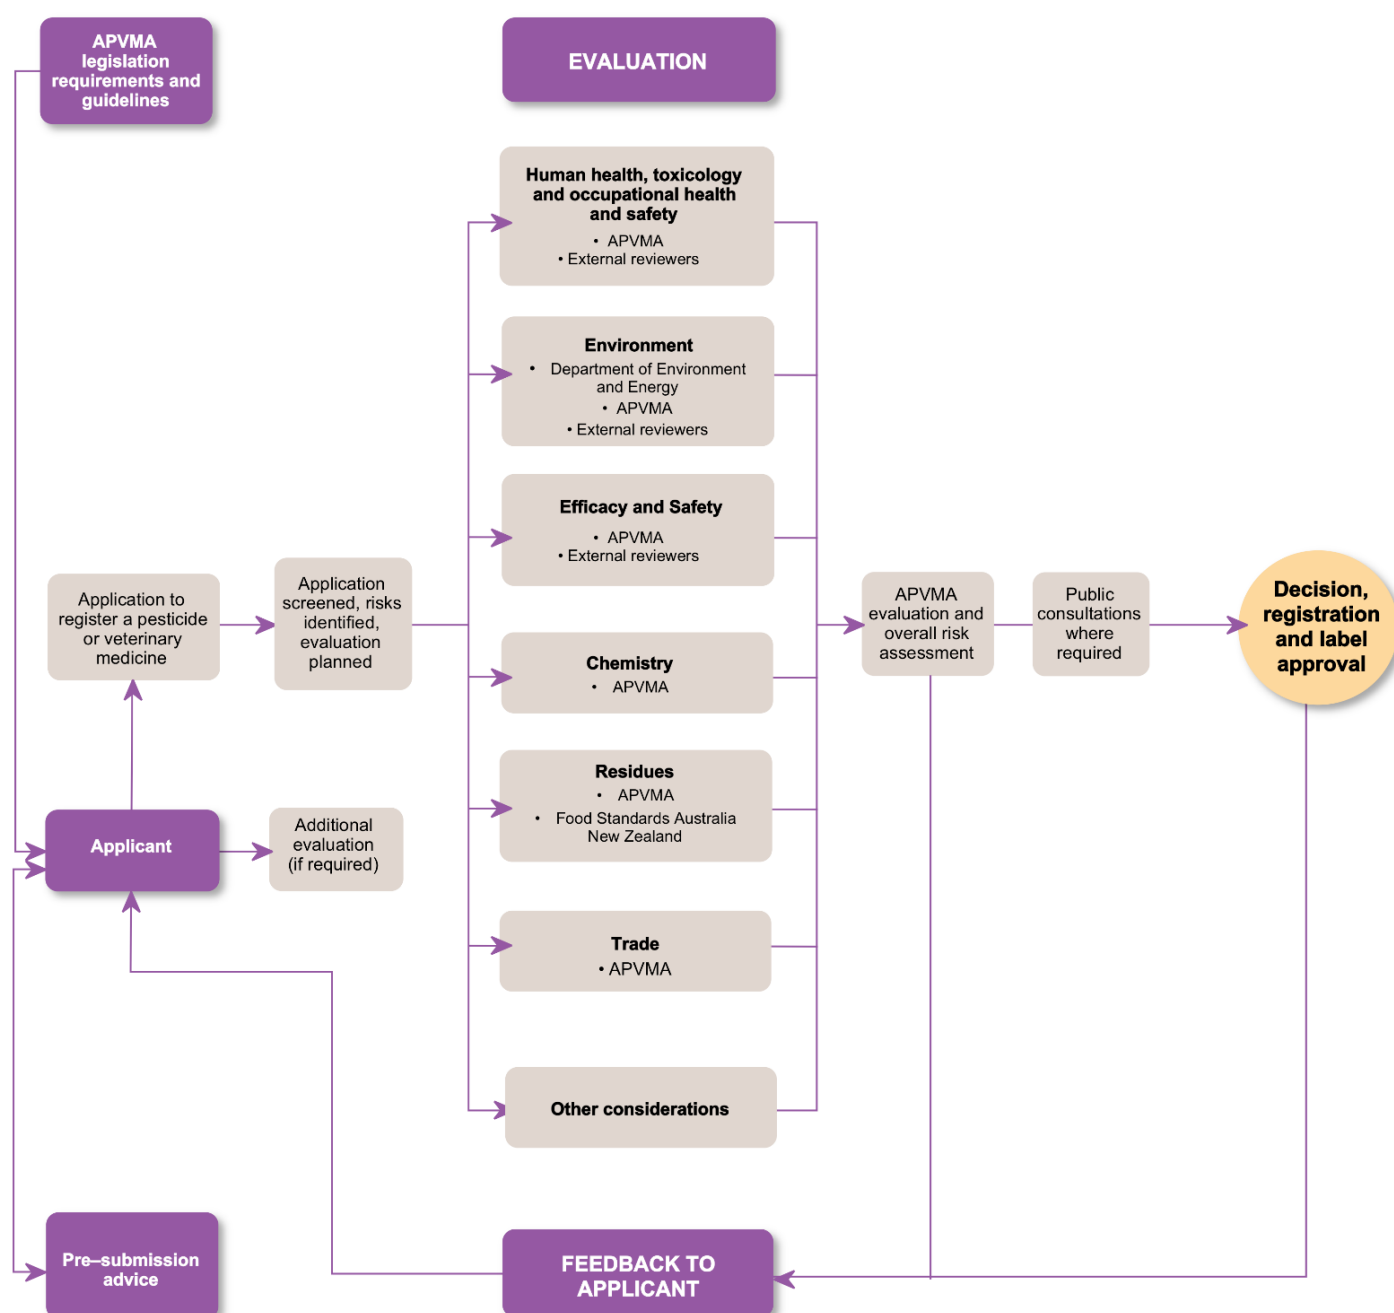 APVMA
legislation
requirements and
guidelines
EVALUATION
Human health, toxicology
and occupational health
and safety
• APVMA
• External reviewers
Environment
• Department of Environment
and Energy
• APVMA
• External reviewers
Efficacy and Safety
• APVMA
• External reviewers
Application to
register a pesticide
or veterinary
medicine
Application
screened, risks
identified,
evaluation
planned
Chemistry
• APVMA
Residues
• APVMA
• Food Standards Australia
New Zealand
Trade
• APVMA
Other considerations
APVMA
evaluation and
overall risk
assessment
Public
consultations
where
required
Decision,
registration
and label
approval
Applicant
Additional
evaluation
(if required)
Pre–submission
advice
FEEDBACK TO
APPLICANT